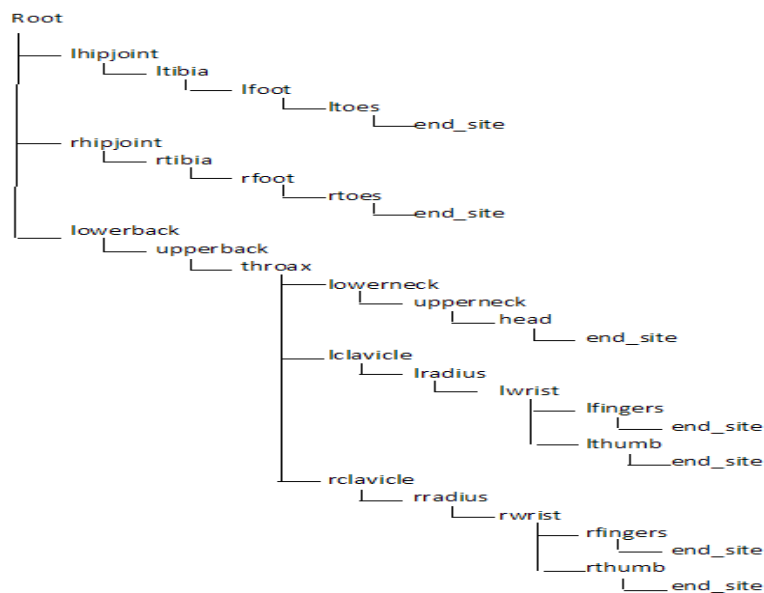 Root
lhipjoint
ltibia
lfoot
ltoes
end_site
rhipjoint
rtibia
rfoot
rtoes
end_site
lowerback
upperback
throax
lowerneck
upperneck
head
end_site
lclavicle
lradius
lwrist
lfingers
end_site
lthumb
end_site
rclavicle
rradius
rwrist
rfingers
end_site
rthumb
end_site